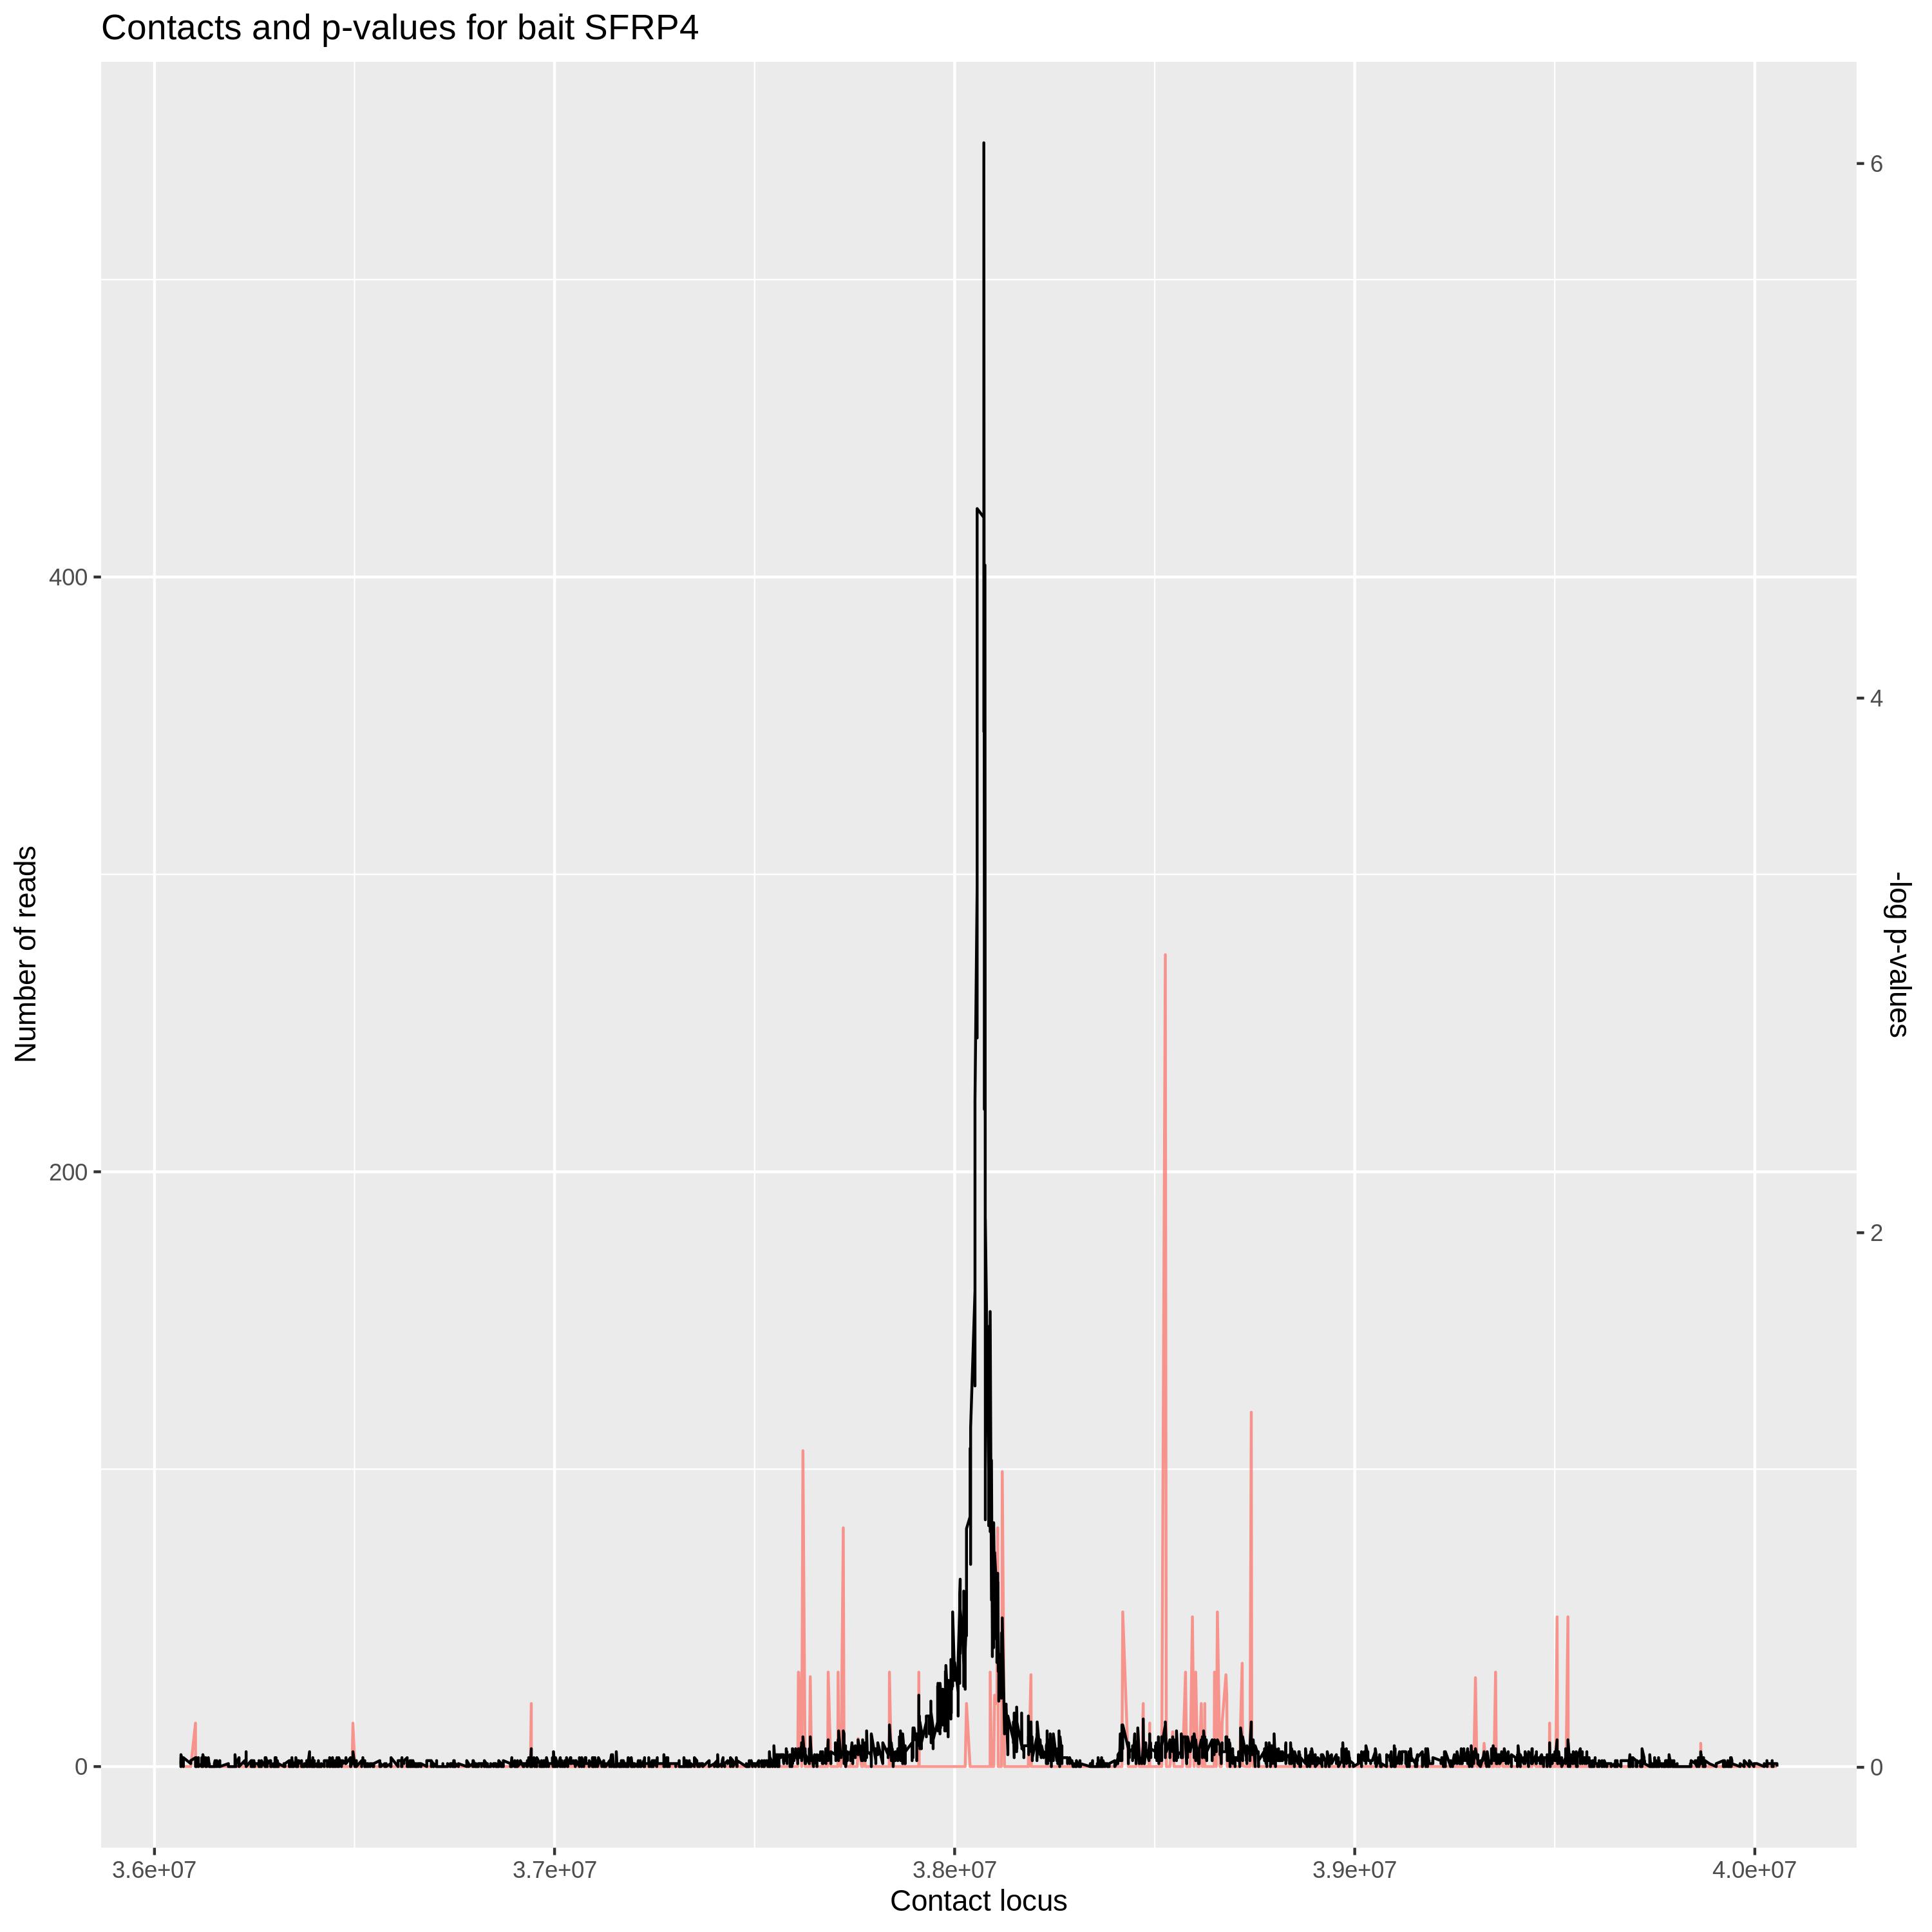 Contacts and p-values for bait SFRP4
6
400
4
Number of reads
-log p-values
200
2
0
0
3.6e+07
3.7e+07
3.8e+07
3.9e+07
4.0e+07
Contact locus